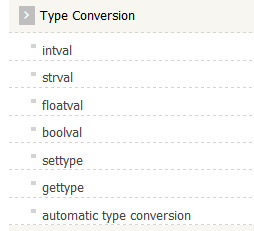 Type Conversion
intval
strval
floatval
boolval
settype
gettype
automatic type conversion